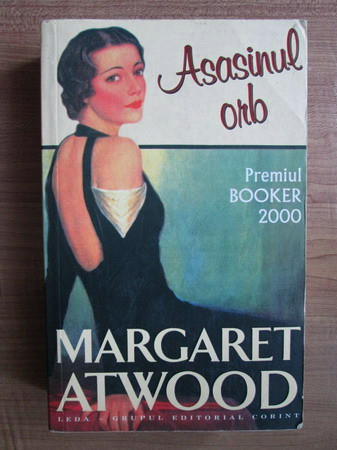 Asasinul
orb
Premiul
BOOKER
2000
MARGARET
ATWOOD
LEDA - GRUPUL EDITORIAL CORINT